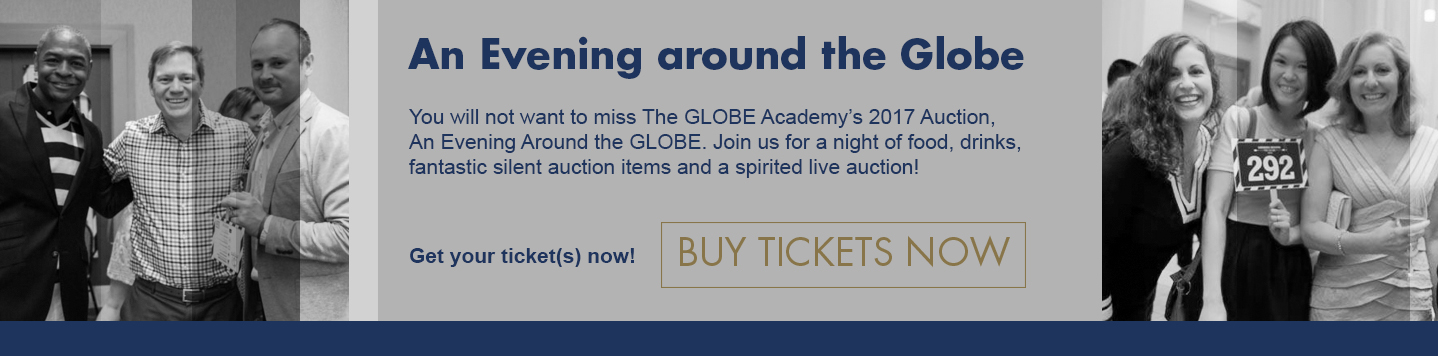 An Evening around the Globe
You will not want to miss The GLOBE Academy's 2017 Auction,
An Evening Around the GLOBE. Join us for a night of food, drinks,
fantastic silent auction items and a spirited live auction!
Get your ticket(s) now!
BUY TICKETS NOW
292